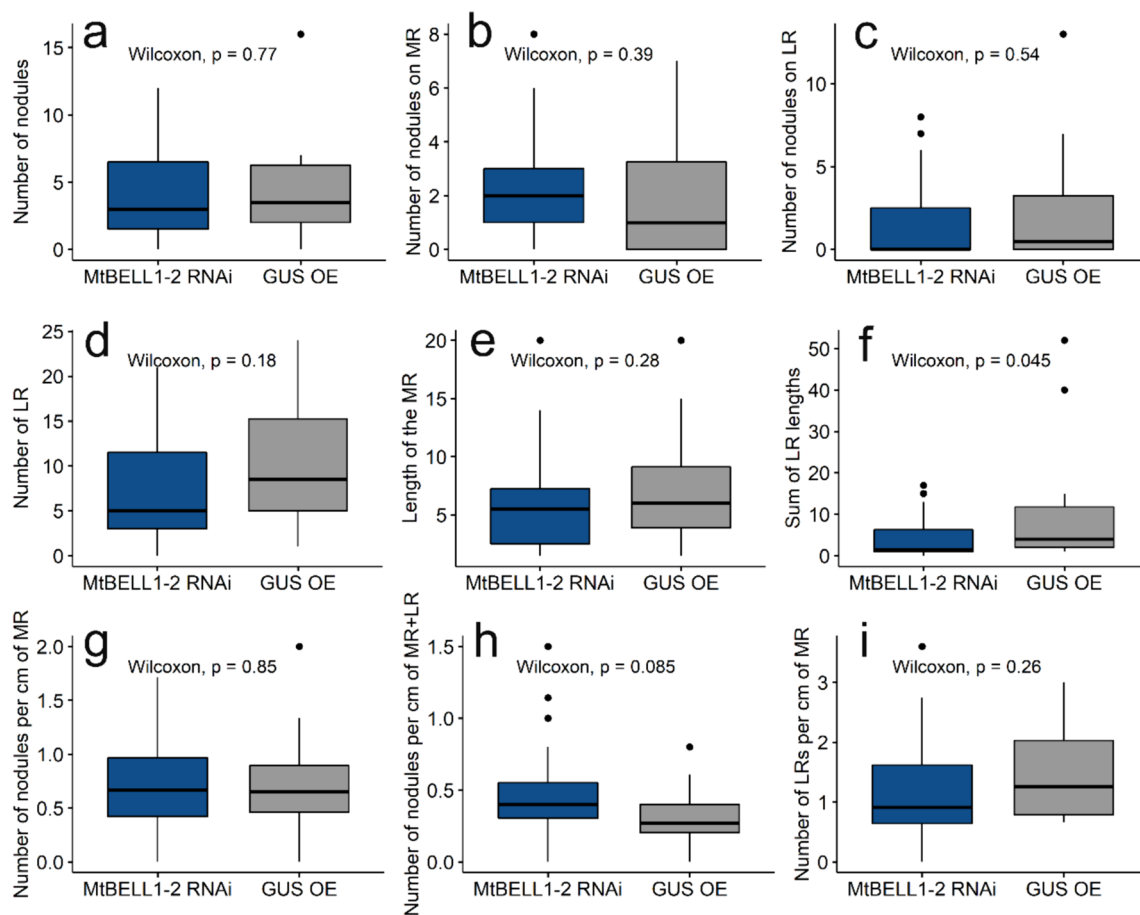 a
Wilcoxon, p = 0.77
Number of nodules
15
10
5
0
MtBELL1-2 RNAi
GUS OE
b
Wilcoxon, p = 0.39
Number of nodules on MR
8
6
4
2
0
MtBELL1-2 RNAi
GUS OE
c
Wilcoxon, p = 0.54
Number of nodules on LR
10
5
0
MtBELL1-2 RNAi
GUS OE
d
Wilcoxon, p = 0.18
Number of LR
25
20
15
10
5
0
MtBELL1-2 RNAi
GUS OE
e
Wilcoxon, p = 0.28
Length of the MR
20
15
10
5
MtBELL1-2 RNAi
GUS OE
f
Wilcoxon, p = 0.045
Sum of LR lengths
50
40
30
20
10
0
MtBELL1-2 RNAi
GUS OE
g
Wilcoxon, p = 0.85
Number of nodules per cm of MR
2.0
1.5
1.0
0.5
0.0
MtBELL1-2 RNAi
GUS OE
h
Wilcoxon, p = 0.085
Number of nodules per cm of MR+LR
1.5
1.0
0.5
0.0
MtBELL1-2 RNAi
GUS OE
i
Wilcoxon, p = 0.26
Number of LRs per cm of MR
3
2
1
0
MtBELL1-2 RNAi
GUS OE